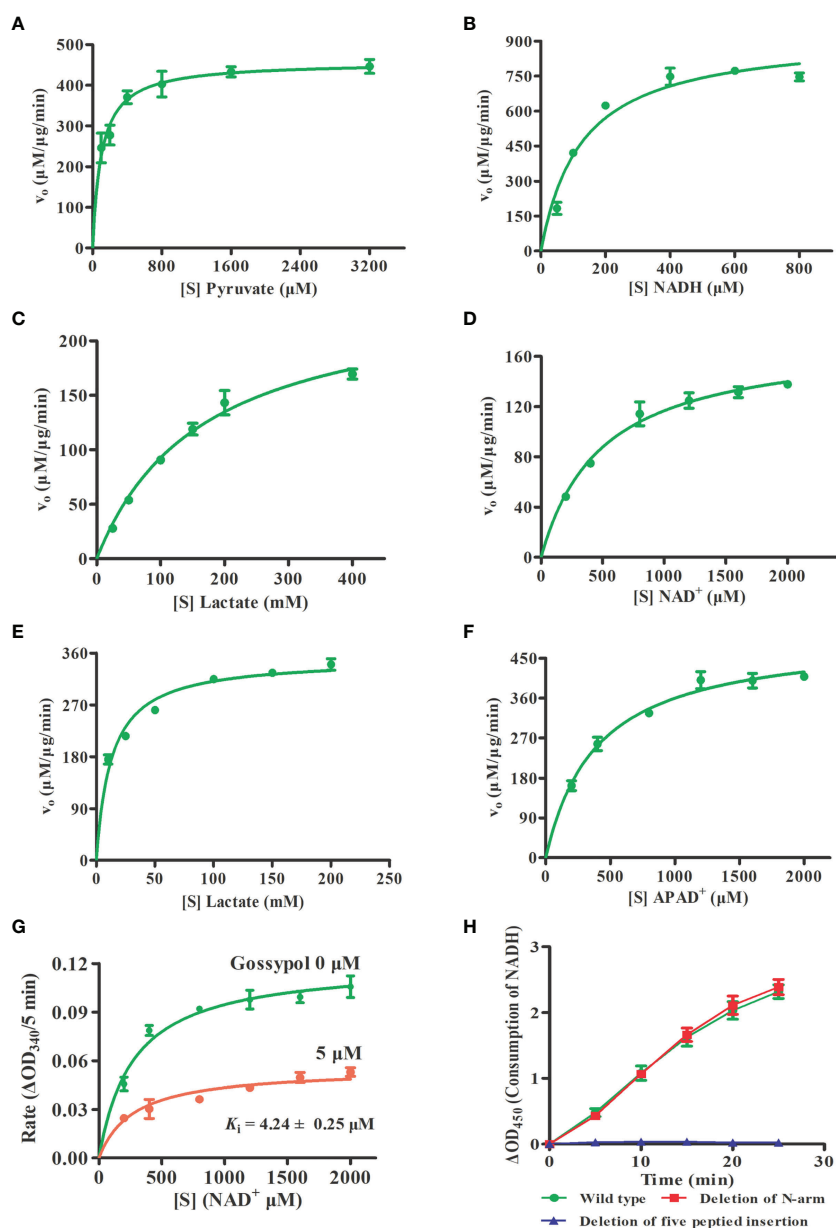 A
500
400
300
200
100
0
v₀ (µM/µg/min)
0 800 1600 2400 3200
[S] Pyruvate (µM)
B
900
750
600
450
300
150
0
v₀ (µM/µg/min)
0 200 400 600 800
[S] NADH (µM)
C
200
150
100
50
0
v₀ (µM/µg/min)
0 100 200 300 400
[S] Lactate (mM)
D
160
120
80
40
0
v₀ (µM/µg/min)
0 500 1000 1500 2000
[S] NAD⁺ (µM)
E
360
270
180
90
0
v₀ (µM/µg/min)
0 50 100 150 200 250
[S] Lactate (mM)
F
450
360
270
180
90
0
v₀ (µM/µg/min)
0 500 1000 1500 2000
[S] APAD⁺ (µM)
G
0.12
0.09
0.06
0.03
0.00
Rate (ΔOD₃₄₀/5 min)
Gossypol 0 µM
5 µM
Kᵢ = 4.24 ± 0.25 µM
0 500 1000 1500 2000
[S] (NAD⁺ µM)
H
3
2
1
0
ΔOD₄₅₀ (Consumption of NADH)
0 10 20 30
Time (min)
Wild type Deletion of N-arm
Deletion of five peptied insertion